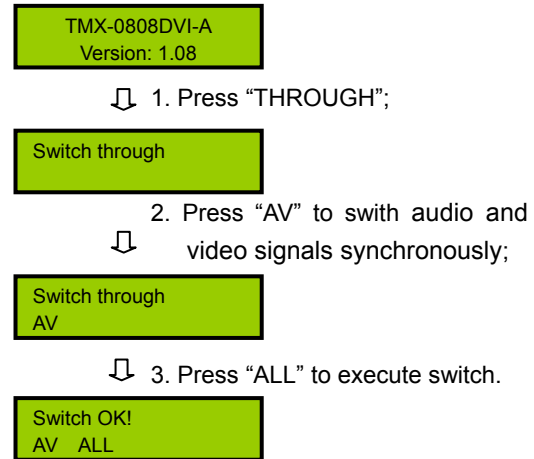 TMX-0808DVI-A
Version: 1.08
1. Press “THROUGH”;
Switch through
2. Press “AV” to swith audio and
video signals synchronously;
Switch through
AV
3. Press “ALL” to execute switch.
Switch OK!
AV ALL